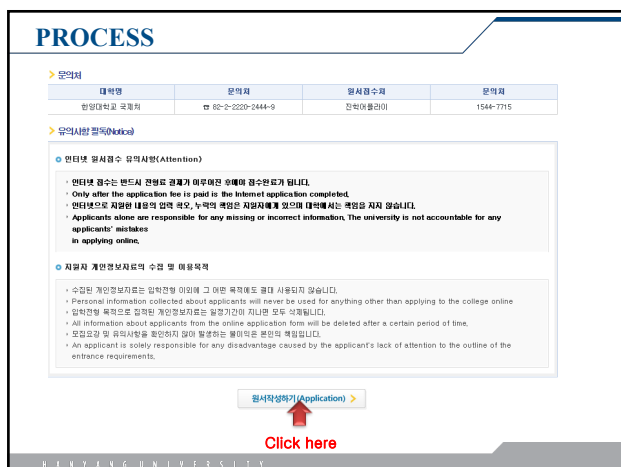 PROCESS
문의처
대학명 문의처 원서접수처 문의처
한양대학교 국제처 ☎ 82-2-2220-2444~9 진학어플라이 1544-7715
유의사항 필독(Notice)
인터넷 원서접수 유의사항(Attention)
인터넷 접수는 반드시 전형료 결제가 이루어진 후에야 접수완료가 됩니다.
Only after the application fee is paid is the Internet application completed.
인터넷으로 지원한 내용의 입력 착오, 누락의 책임은 지원자에게 있으며 대학에서는 책임을 지지 않습니다.
Applicants alone are responsible for any missing or incorrect information, The university is not accountable for any
applicants' mistakes
in applying online.
지원자 개인정보자료의 수집 및 이용목적
수집된 개인정보자료는 입학전형 이외에 그 어떤 목적에도 결대 사용되지 않습니다.
Personal information collected about applicants will never be used for anything other than applying to the college online
입학전형 목적으로 집적된 개인정보자료는 일정기간이 지나면 모두 삭제됩니다.
All information about applicants from the online application form will be deleted after a certain period of time.
모집요강 및 유의사항을 확인하지 않아 발생하는 불이익은 본인의 책임입니다.
An applicant is solely responsible for any disadvantage caused by the applicant's lack of attention to the outline of the
entrance requirements.
원서작성하기(Application)
Click here
HANYANG UNIVERSITY